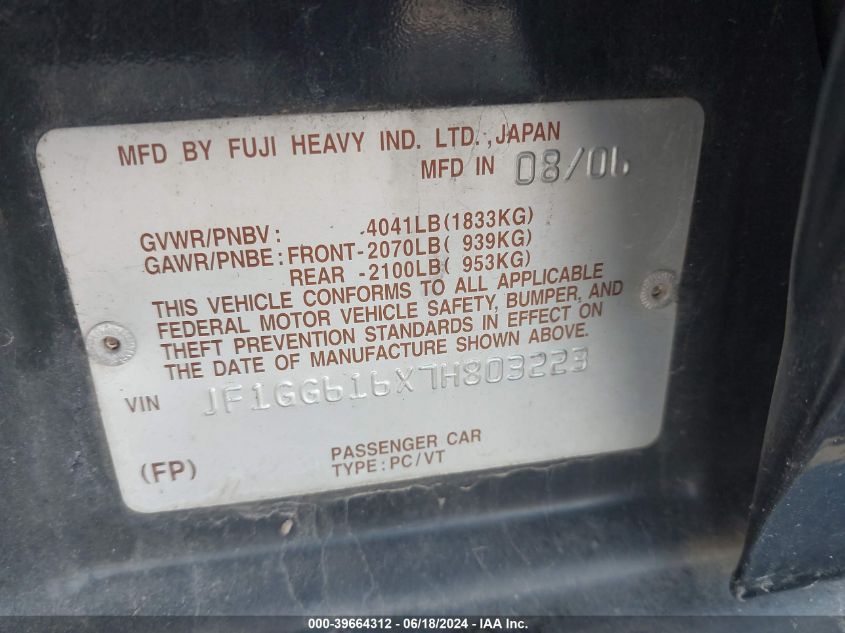 MFD BY FUJI HEAVY IND. LTD., JAPAN
MFD IN 08/06
GVWR/PNBV: 4041LB(1833KG)
GAWR/PNBE: FRONT-2070LB( 939KG)
REAR -2100LB( 953KG)
THIS VEHICLE CONFORMS TO ALL APPLICABLE
FEDERAL MOTOR VEHICLE SAFETY, BUMPER, AND
THEFT PREVENTION STANDARDS IN EFFECT ON
THE DATE OF MANUFACTURE SHOWN ABOVE.
VIN JF1GG616X7H803223
(FP) PASSENGER CAR
TYPE: PC/VT
000-39664312 - 06/18/2024 - IAA Inc.